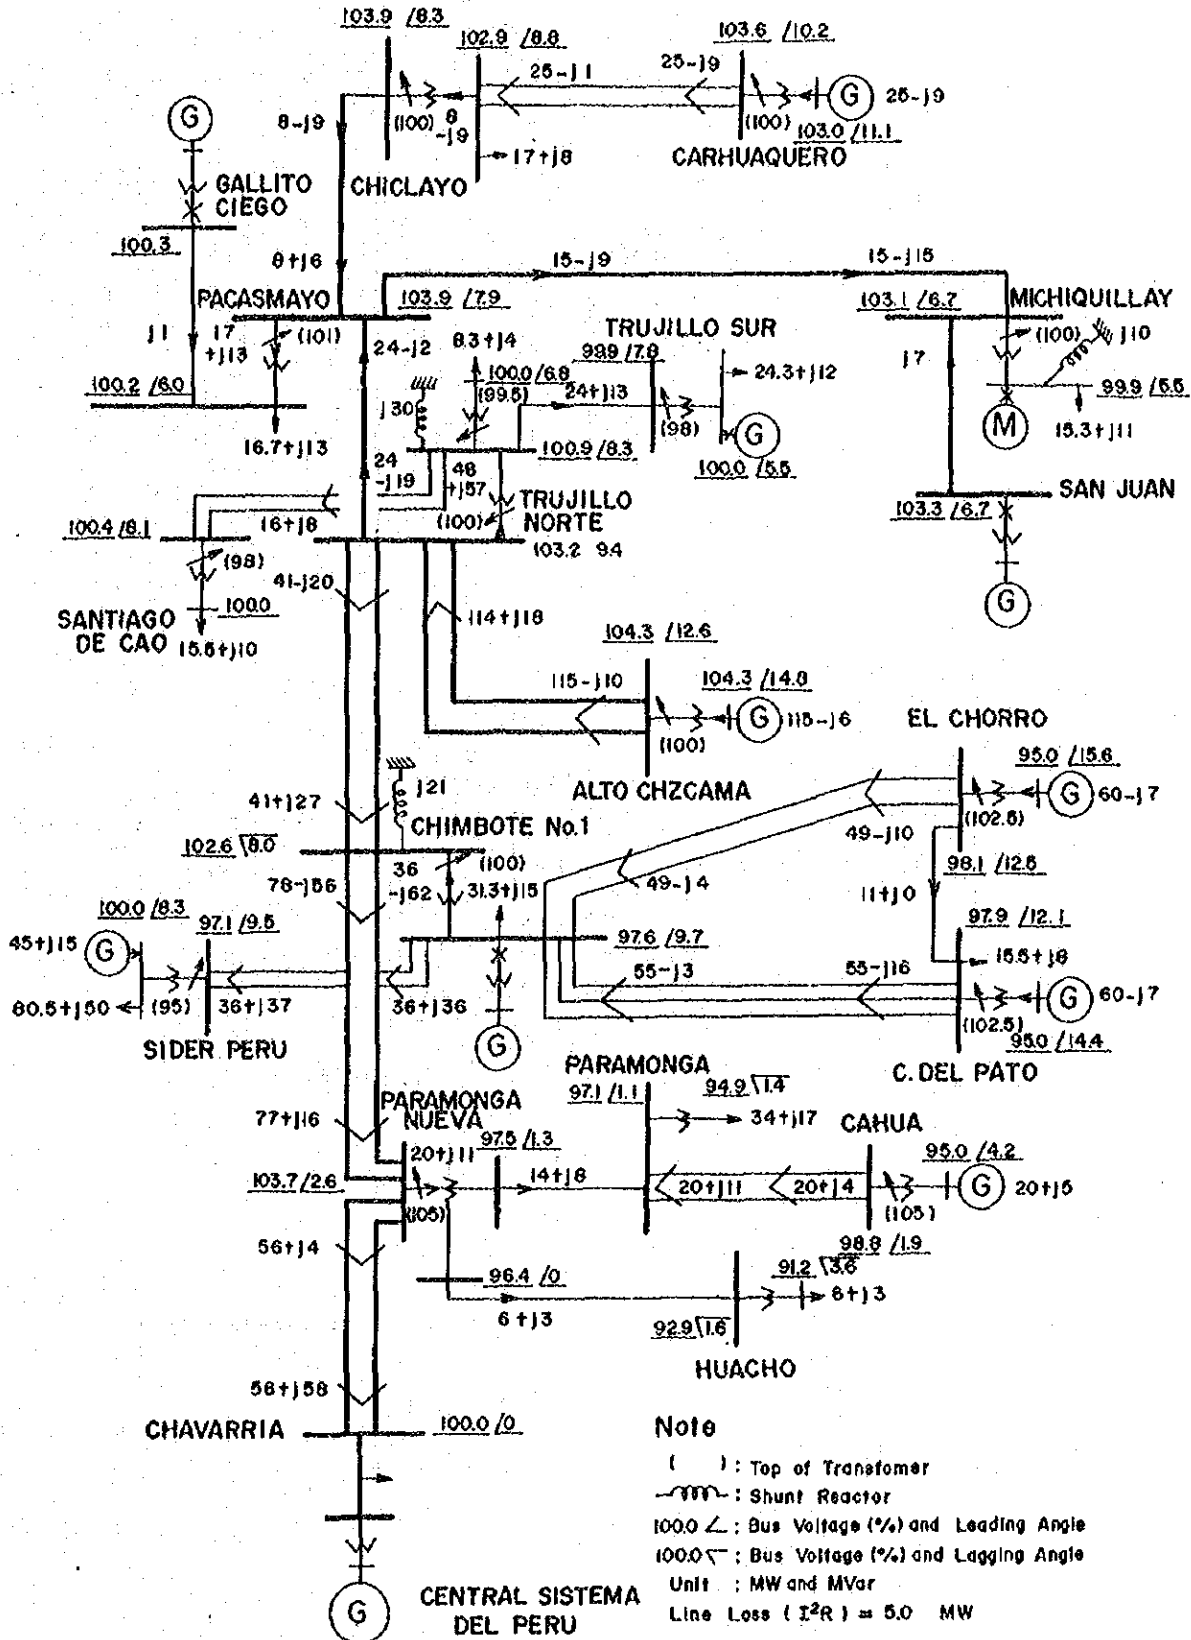 103.9 /8.3
102.9 /8.8
103.6 /10.2
25-j1
25-j9
G
8-j9
(100)
8
-j9
(100)
G
25-j9
103.0 /11.1
17+j8
CARHUAQUERO
GALLITO
CIEGO
CHICLAYO
100.3
8+j6
15-j9
15-j15
PACASMAYO
103.9 /7.9
103.1 /6.7
MICHIQUILLAY
j1
17
+j13
(101)
TRUJILLO SUR
(100)
j10
24-j2
8.3+j4
99.9 /7.8
100.2 /6.0
100.0 /6.8
(99.5)
24+j13
24.3+j12
j7
99.9 /5.5
j30
(98)
M
16.7+j13
G
15.3+j11
24
-j19
48
+j57
100.9 /8.3
100.0 /5.5
SAN JUAN
16+j8
TRUJILLO
NORTE
103.3 /6.7
100.4 /8.1
(100)
(98)
103.2 9.4
41-j20
G
SANTIAGO
DE CAO
100.0
15.5+j10
114+j18
104.3 /12.6
115-j10
104.3 /14.8
EL CHORRO
G
115-j6
(100)
95.0 /15.6
j21
ALTO CHZCAMA
G
60-j7
41+j27
CHIMBOTE No.1
(102.5)
49-j10
102.6 8.0
36
-j62
(100)
98.1 /12.5
78-j56
31.3+j15
49-j4
11+j0
100.0 /8.3
97.1 /9.5
97.9 /12.1
45+j15
G
97.6 /9.7
15.5+j8
55-j3
55-j16
G
60-j7
80.5+j50
(95)
36+j37
36+j36
(102.5)
95.0 /14.4
SIDER PERU
G
C. DEL PATO
PARAMONGA
PARAMONGA
NUEVA
97.1 /1.1
94.9 1.4
34+j17
CAHUA
77+j16
20+j11
97.5 /1.3
95.0 /4.2
103.7 /2.6
14+j8
20+j11
20+j4
G
20+j5
(105)
(105)
56+j4
98.8 /1.9
96.4 /0
91.2 3.6
6+j3
6+j3
92.9 1.6
HUACHO
56+j58
CHAVARRIA
100.0 /0
Note
( ) : Top of Transfomer
: Shunt Reactor
100.0 ∠ ; Bus Voltage (%) and Leading Angle
100.0 ; Bus Voltage (%) and Lagging Angle
Unit ; MW and MVar
Line Loss ( I²R ) = 5.0 MW
G
CENTRAL SISTEMA
DEL PERU